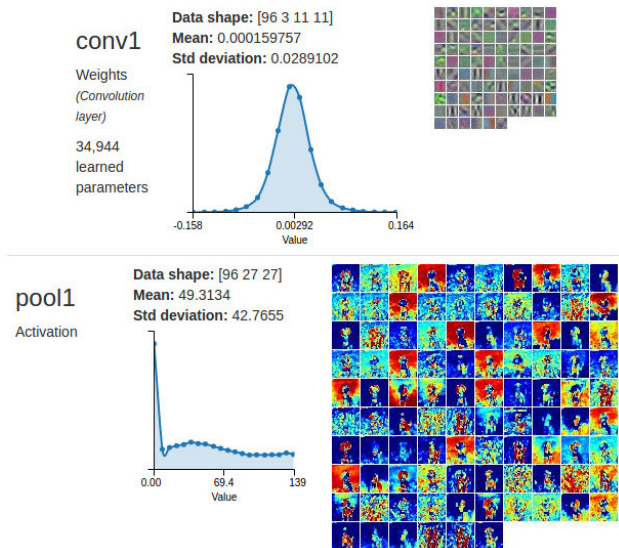 conv1
Weights
(Convolution
layer)
34,944
learned
parameters
Data shape: [96 3 11 11]
Mean: 0.000159757
Std deviation: 0.0289102
-0.158 0.00292 0.164
Value
pool1
Activation
Data shape: [96 27 27]
Mean: 49.3134
Std deviation: 42.7655
0.00 69.4 139
Value